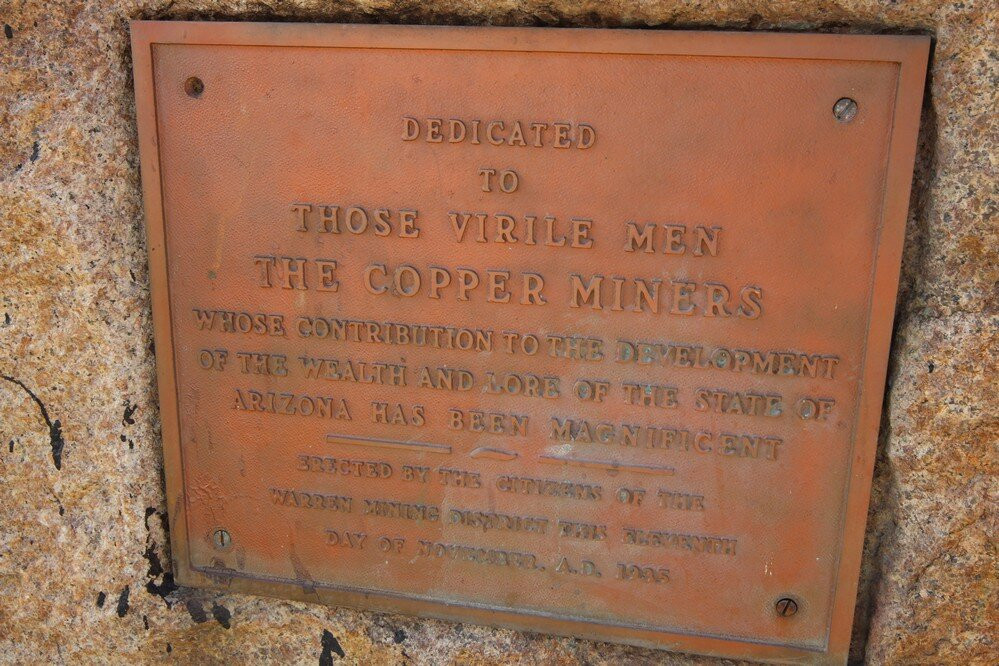 DEDICATED
TO
THOSE VIRILE MEN
THE COPPER MINERS
WHOSE CONTRIBUTION TO THE DEVELOPMENT
OF THE WEALTH AND LORE OF THE STATE OF
ARIZONA HAS BEEN MAGNIFICENT
ERECTED BY THE CITIZENS OF THE
WARREN MINING DISTRICT THIS ELEVENTH
DAY OF NOVEMBER, A.D. 1935